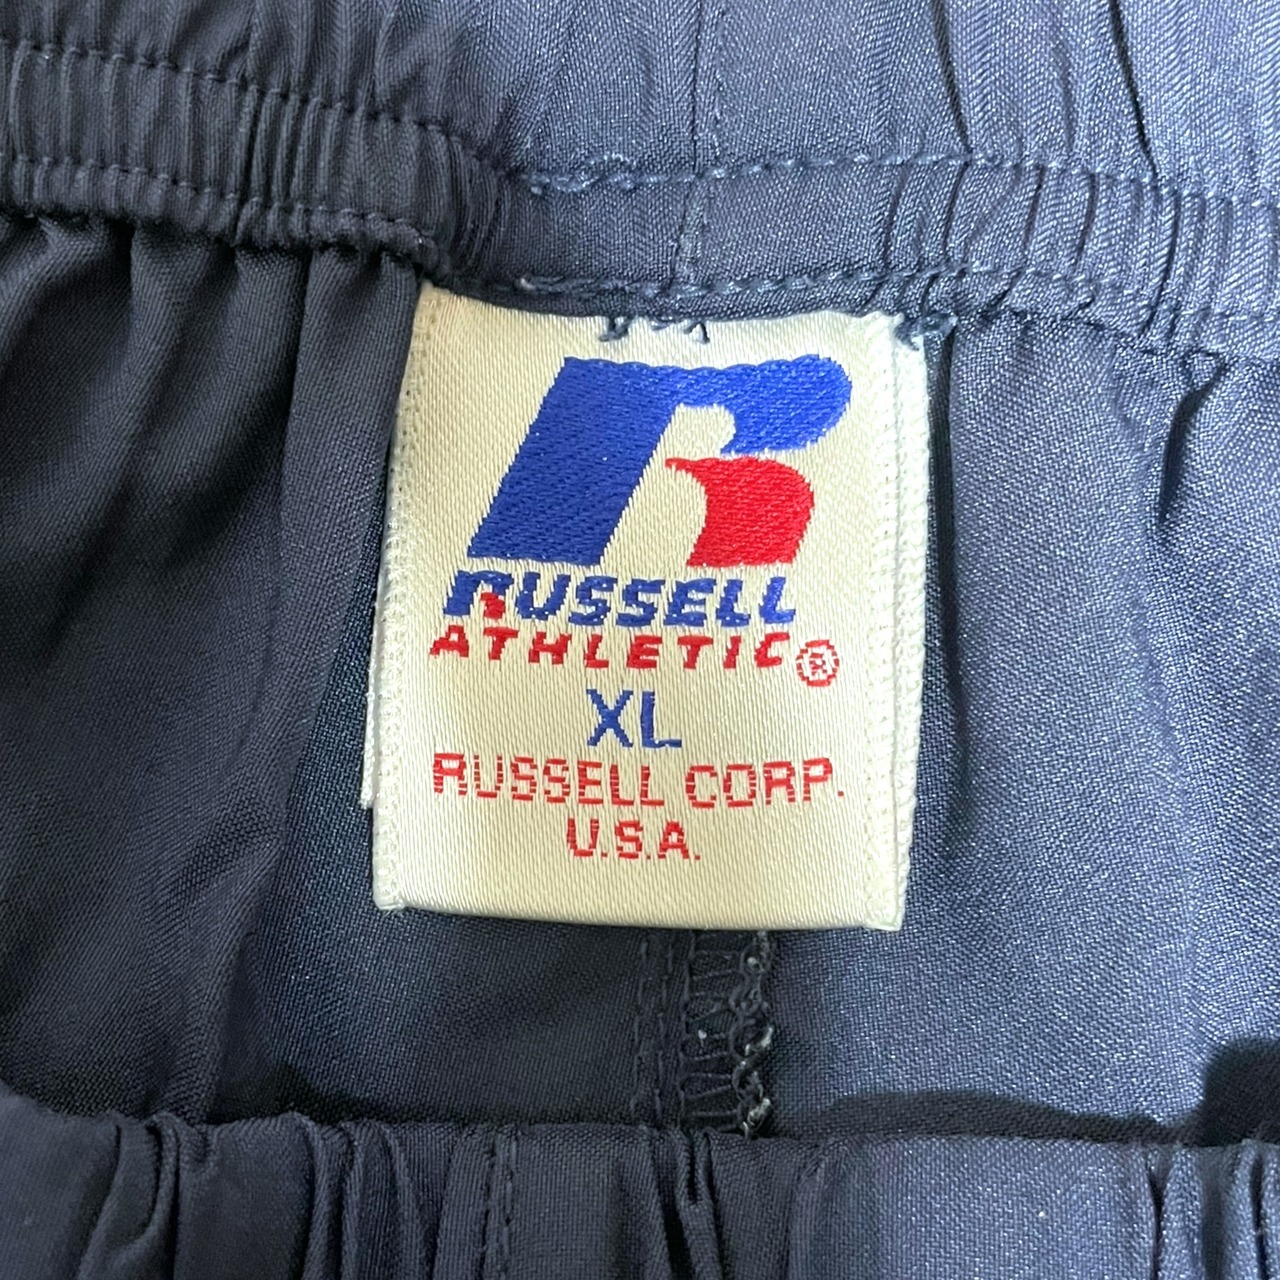 RUSSELL
ATHLETIC®
XL
RUSSELL CORP.
U.S.A.